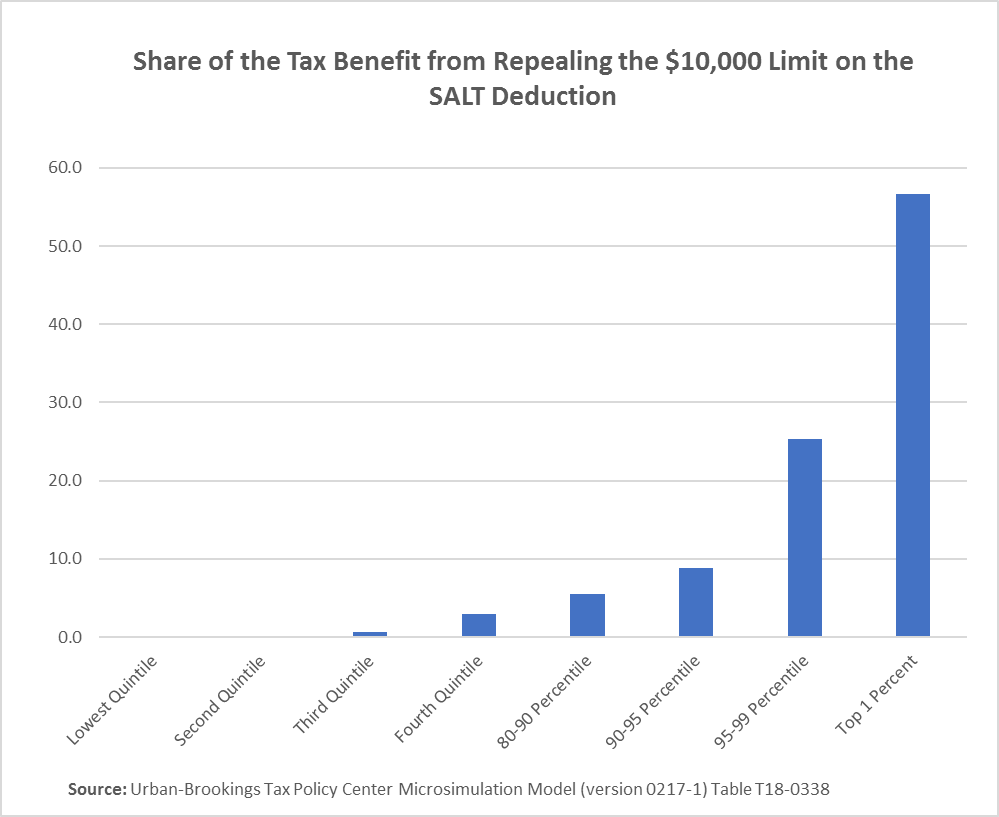 Share of the Tax Benefit from Repealing the $10,000 Limit on the
SALT Deduction
60.0
50.0
40.0
30.0
20.0
10.0
0.0
Lowest Quintile
Second Quintile
Third Quintile
Fourth Quintile
80-90 Percentile
90-95 Percentile
95-99 Percentile
Top 1 Percent
Source: Urban-Brookings Tax Policy Center Microsimulation Model (version 0217-1) Table T18-0338